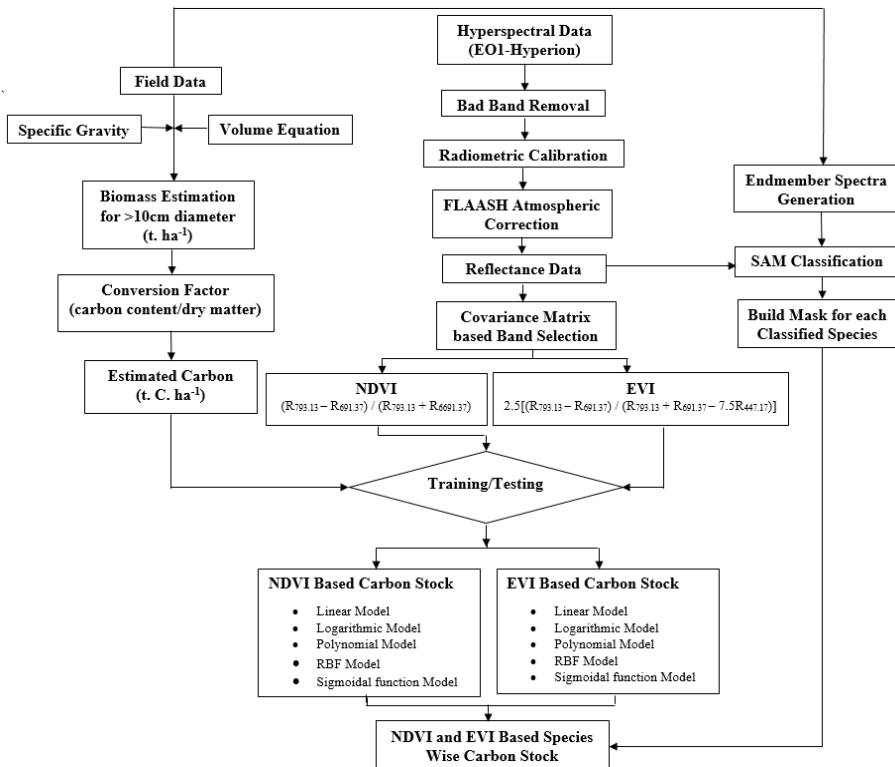 Hyperspectral Data
(EO1-Hyperion)
Field Data
Bad Band Removal
Specific Gravity
Volume Equation
Radiometric Calibration
Biomass Estimation
for >10cm diameter
(t. ha⁻¹)
FLAASH Atmospheric
Correction
Endmember Spectra
Generation
Reflectance Data
SAM Classification
Conversion Factor
(carbon content/dry matter)
Covariance Matrix
based Band Selection
Build Mask for each
Classified Species
Estimated Carbon
(t. C. ha⁻¹)
NDVI
(R₇₉₃.₁₃ – R₆₉₁.₃₇) / (R₇₉₃.₁₃ + R₆₆₉₁.₃₇)
EVI
2.5[(R₇₉₃.₁₃ – R₆₉₁.₃₇) / (R₇₉₃.₁₃ + R₆₉₁.₃₇ – 7.5R₄₄₇.₁₇)]
Training/Testing
NDVI Based Carbon Stock
• Linear Model
• Logarithmic Model
• Polynomial Model
• RBF Model
• Sigmoidal function Model
EVI Based Carbon Stock
• Linear Model
• Logarithmic Model
• Polynomial Model
• RBF Model
• Sigmoidal function Model
NDVI and EVI Based Species
Wise Carbon Stock